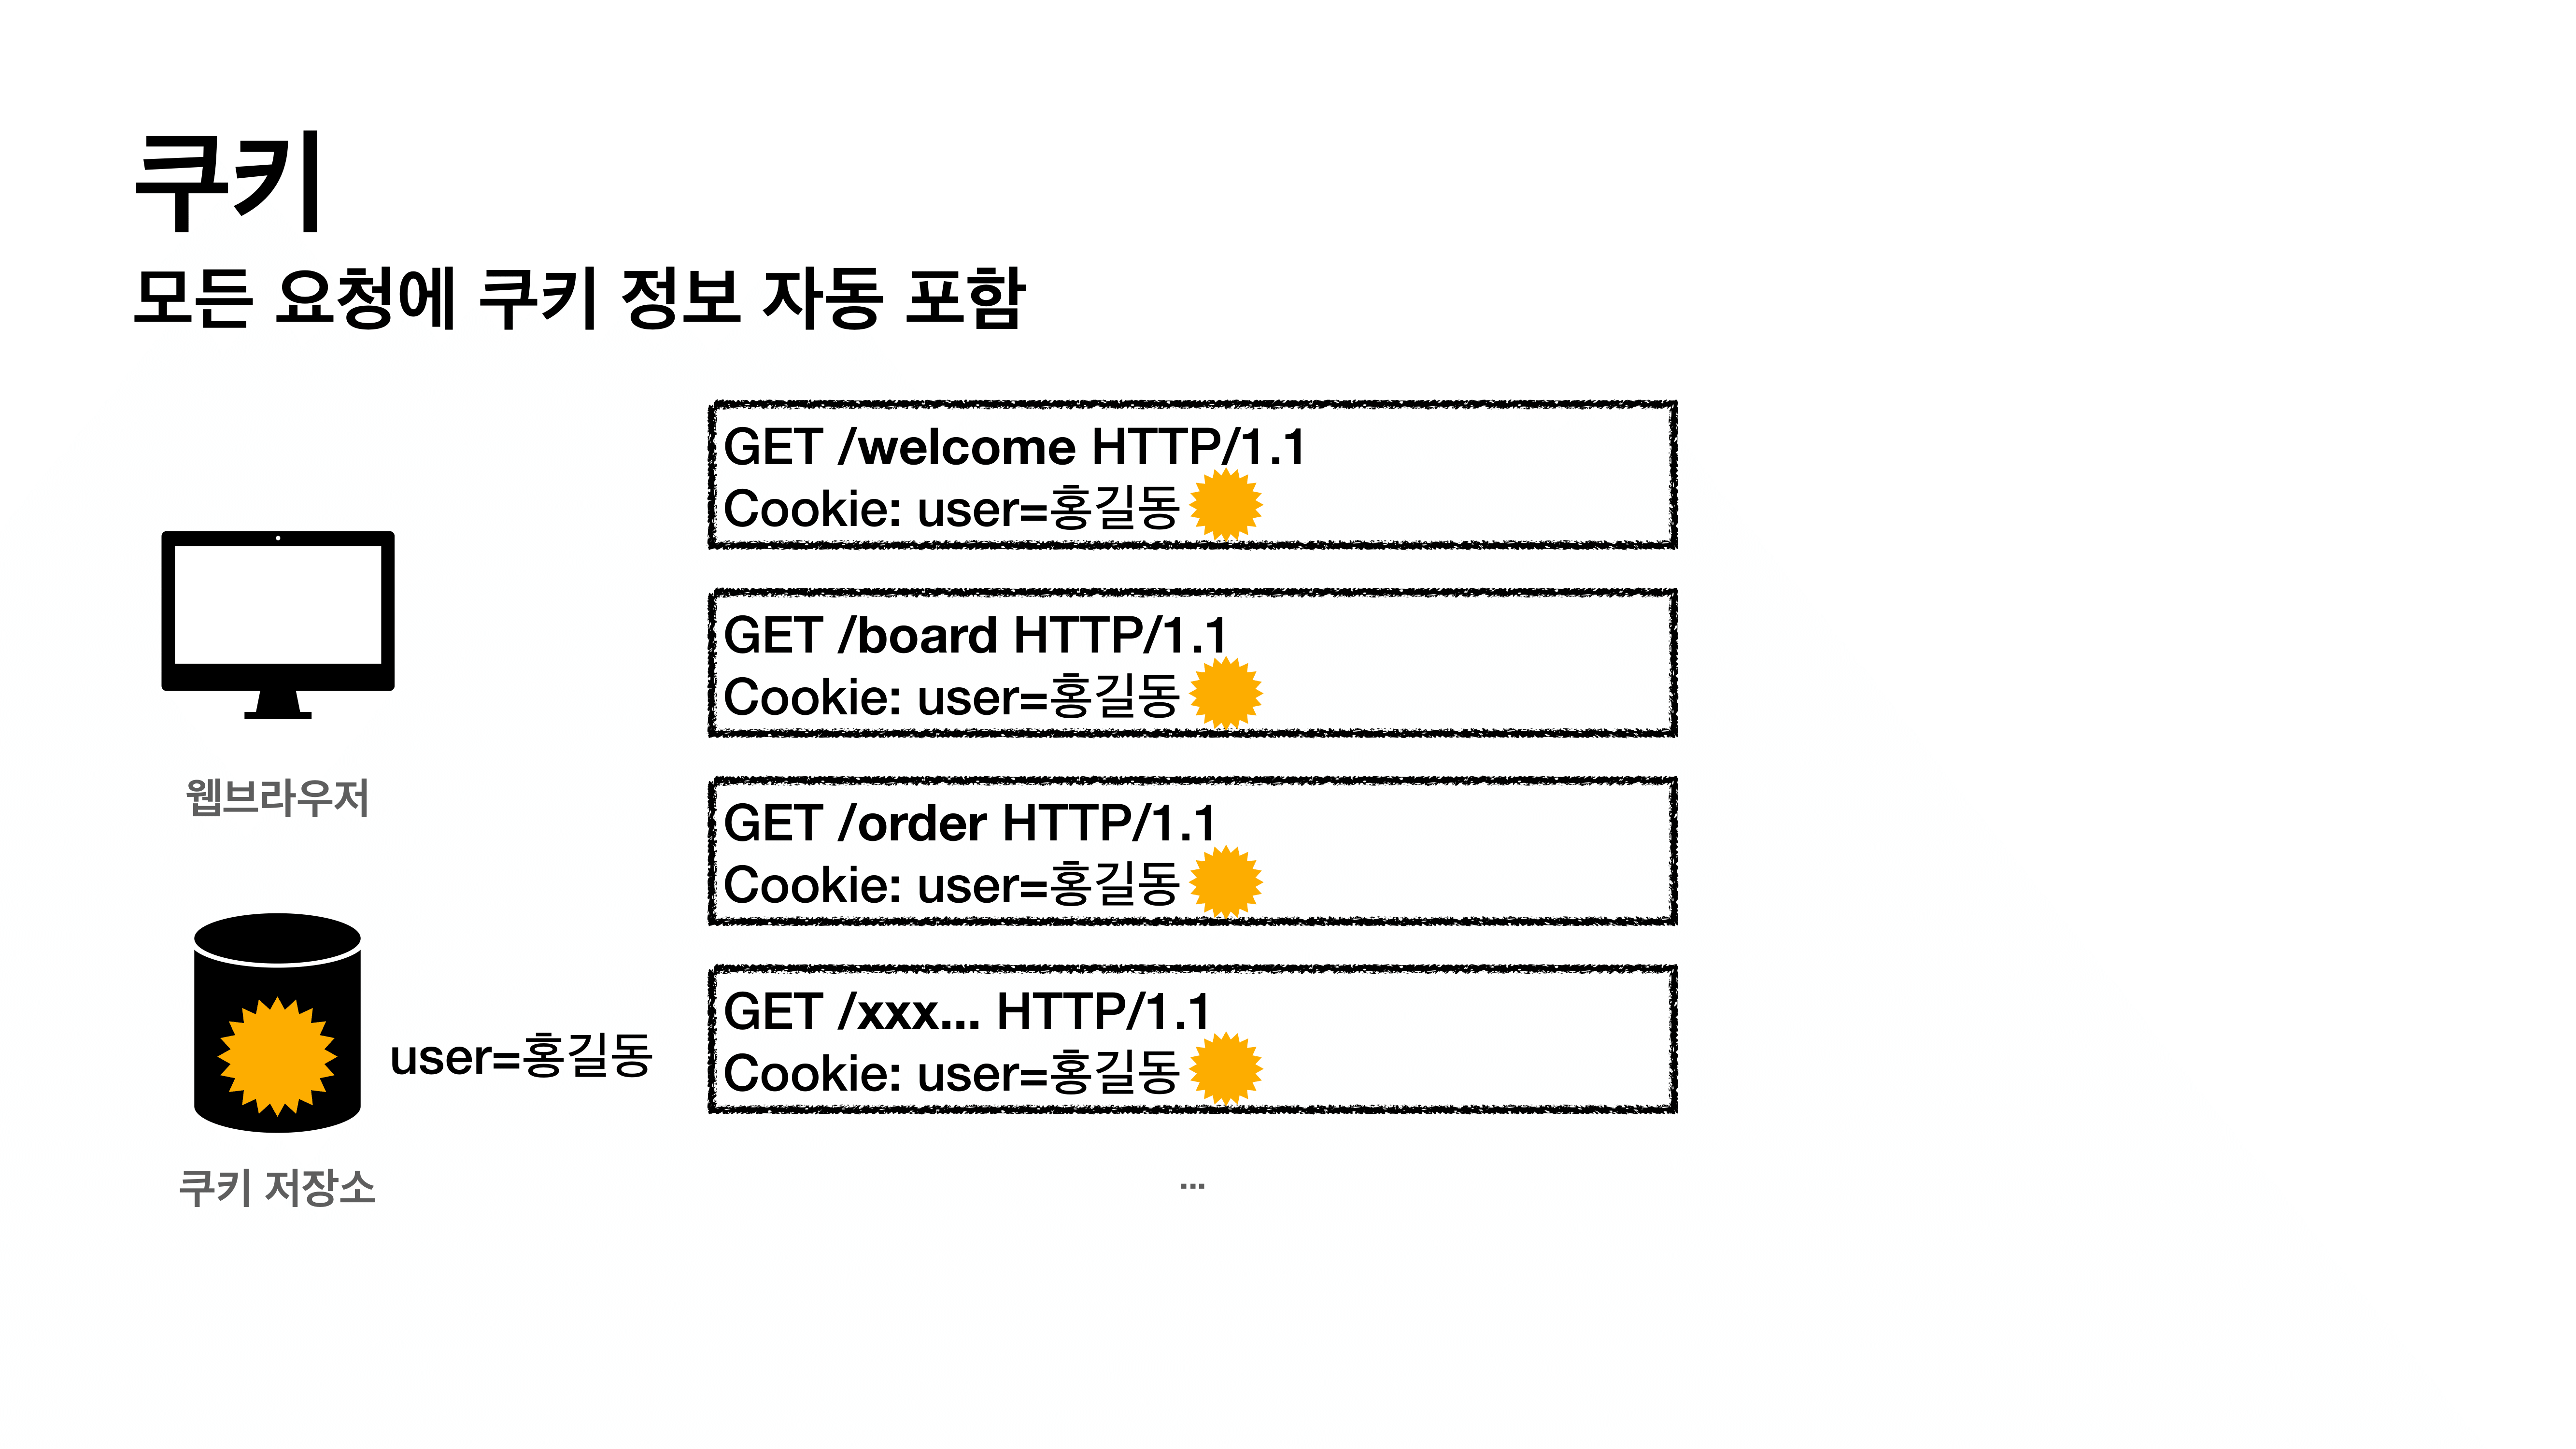 쿠키
모든 요청에 쿠키 정보 자동 포함
GET /welcome HTTP/1.1
Cookie: user=홍길동
GET /board HTTP/1.1
Cookie: user=홍길동
웹브라우저
GET /order HTTP/1.1
Cookie: user=홍길동
GET /xxx... HTTP/1.1
Cookie: user=홍길동
user=홍길동
쿠키 저장소
...